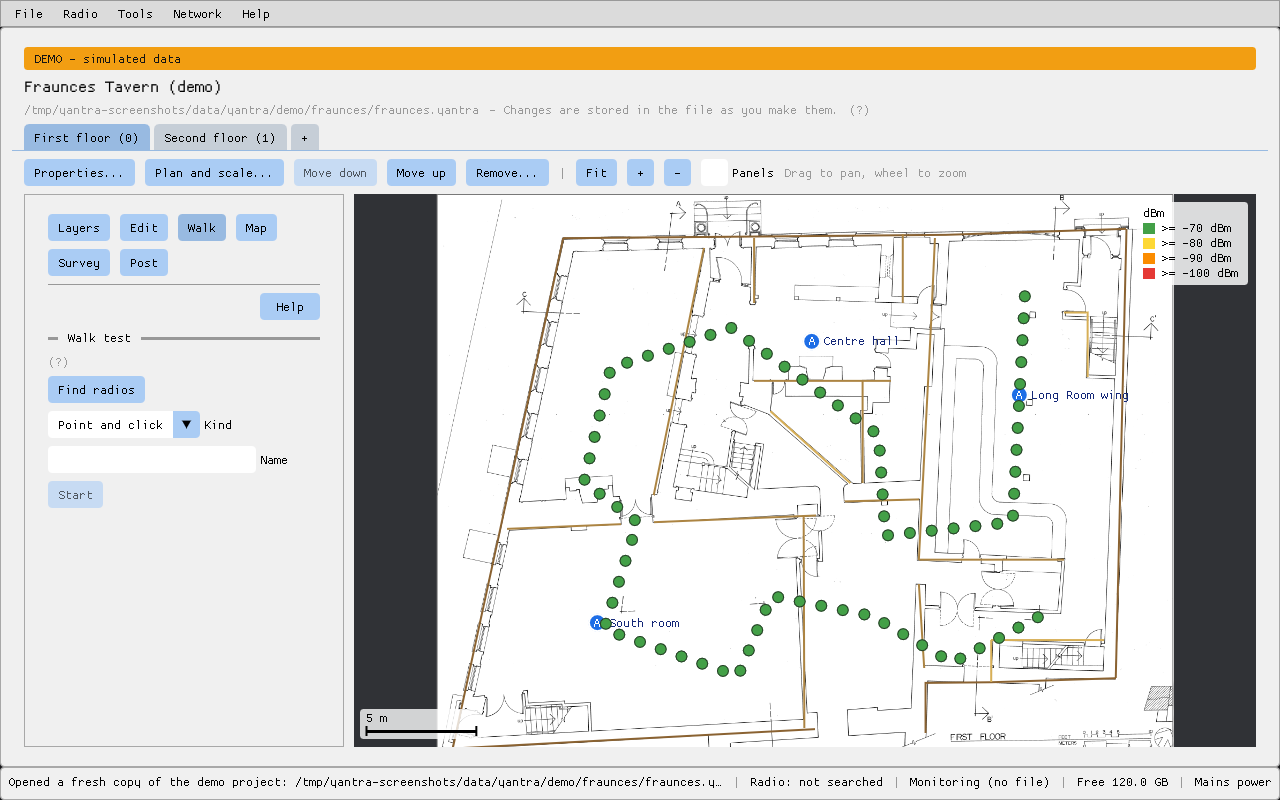 File Radio Tools Network Help
DEMO - simulated data
Fraunces Tavern (demo)
/tmp/yantra-screenshots/data/yantra/demo/fraunces/fraunces.yantra - Changes are stored in the file as you make them. (?)
First floor (0) Second floor (1) +
Properties... Plan and scale... Move down Move up Remove... | Fit + - Panels Drag to pan, wheel to zoom
Layers Edit Walk Map
Survey Post
Help
Walk test
(?)
Find radios
Point and click ▼ Kind
Name
Start
dBm
>= -70 dBm
>= -80 dBm
>= -90 dBm
>= -100 dBm
A
B
C
C'
A Centre hall
A Long Room wing
A South room
B'
5 m
FIRST FLOOR
Opened a fresh copy of the demo project: /tmp/yantra-screenshots/data/yantra/demo/fraunces/fraunces.y… | Radio: not searched | Monitoring (no file) | Free 120.0 GB | Mains power